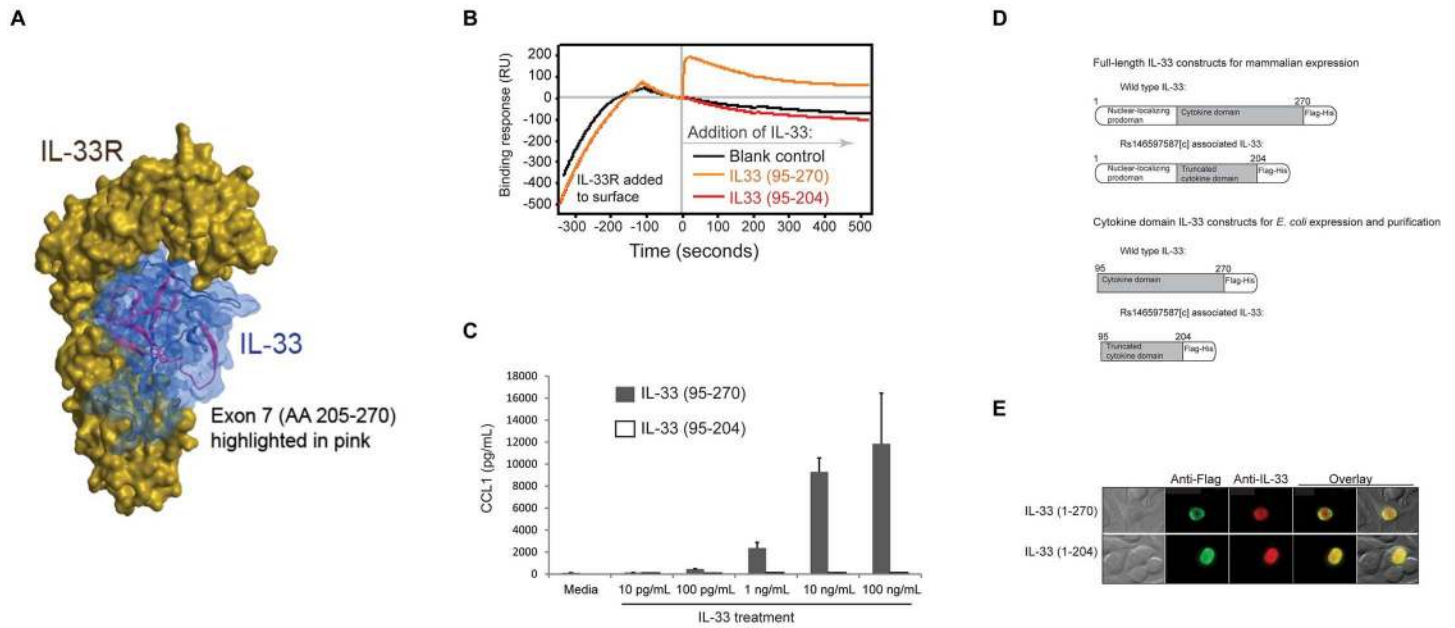 A
IL-33R
IL-33
Exon 7 (AA 205-270)
highlighted in pink
B
Binding response (RU)
200
100
0
-100
-200
-300
-400
-500
Addition of IL-33:
Blank control
IL33 (95-270)
IL33 (95-204)
IL-33R added
to surface
-300 -200 -100 0 100 200 300 400 500
Time (seconds)
C
CCL1 (pg/mL)
18000
16000
14000
12000
10000
8000
6000
4000
2000
0
IL-33 (95-270)
IL-33 (95-204)
Media 10 pg/mL 100 pg/mL 1 ng/mL 10 ng/mL 100 ng/mL
IL-33 treatment
D
Full-length IL-33 constructs for mammalian expression
Wild type IL-33:
1 270
Nuclear-localizing
prodomain
Cytokine domain
Flag-His
Rs146597587[c] associated IL-33:
1 204
Nuclear-localizing
prodomain
Truncated
cytokine domain
Flag-His
Cytokine domain IL-33 constructs for E. coli expression and purification
Wild type IL-33:
95 270
Cytokine domain
Flag-His
Rs146597587[c] associated IL-33:
95 204
Truncated
cytokine domain
Flag-His
E
Anti-Flag Anti-IL-33 Overlay
IL-33 (1-270)
IL-33 (1-204)